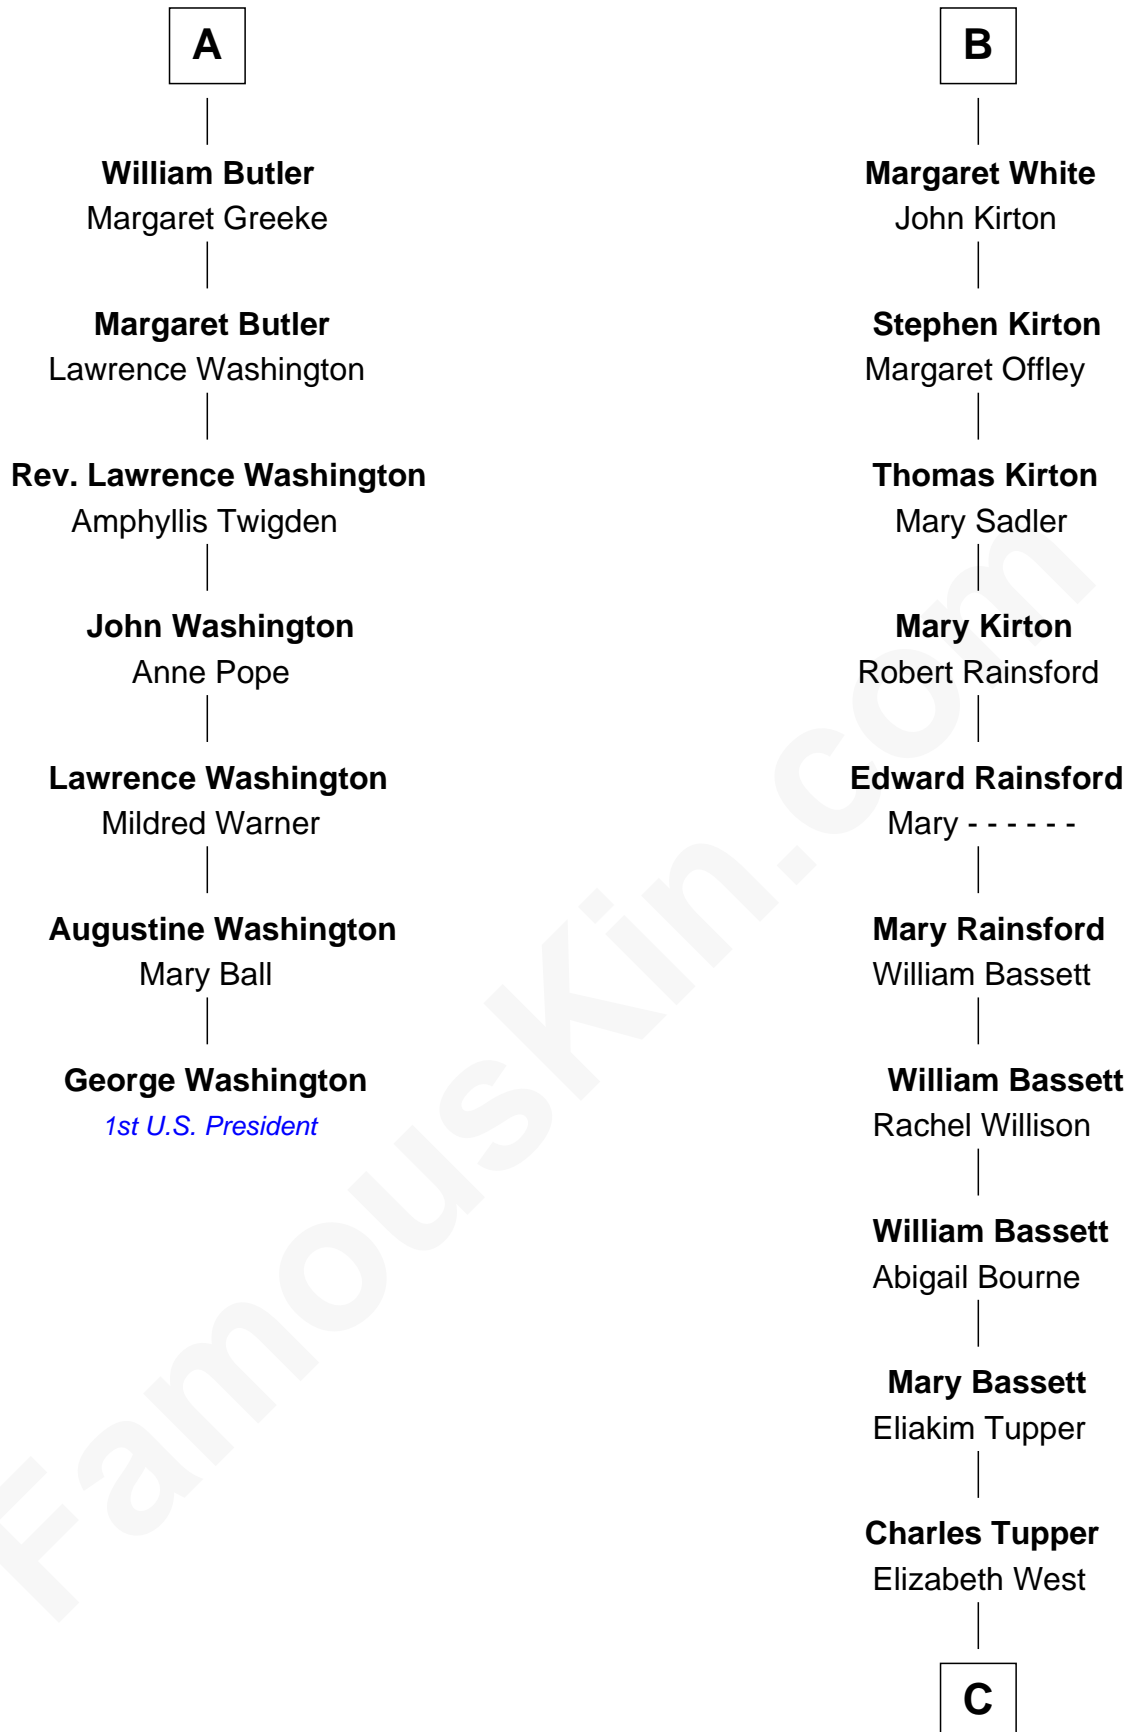 A
William Butler
Margaret Greeke
Margaret Butler
Lawrence Washington
Rev. Lawrence Washington
Amphyllis Twigden
John Washington
Anne Pope
Lawrence Washington
Mildred Warner
Augustine Washington
Mary Ball
George Washington
1st U.S. President
B
Margaret White
John Kirton
Stephen Kirton
Margaret Offley
Thomas Kirton
Mary Sadler
Mary Kirton
Robert Rainsford
Edward Rainsford
Mary - - - - - -
Mary Rainsford
William Bassett
William Bassett
Rachel Willison
William Bassett
Abigail Bourne
Mary Bassett
Eliakim Tupper
Charles Tupper
Elizabeth West
C
FamousKin.com